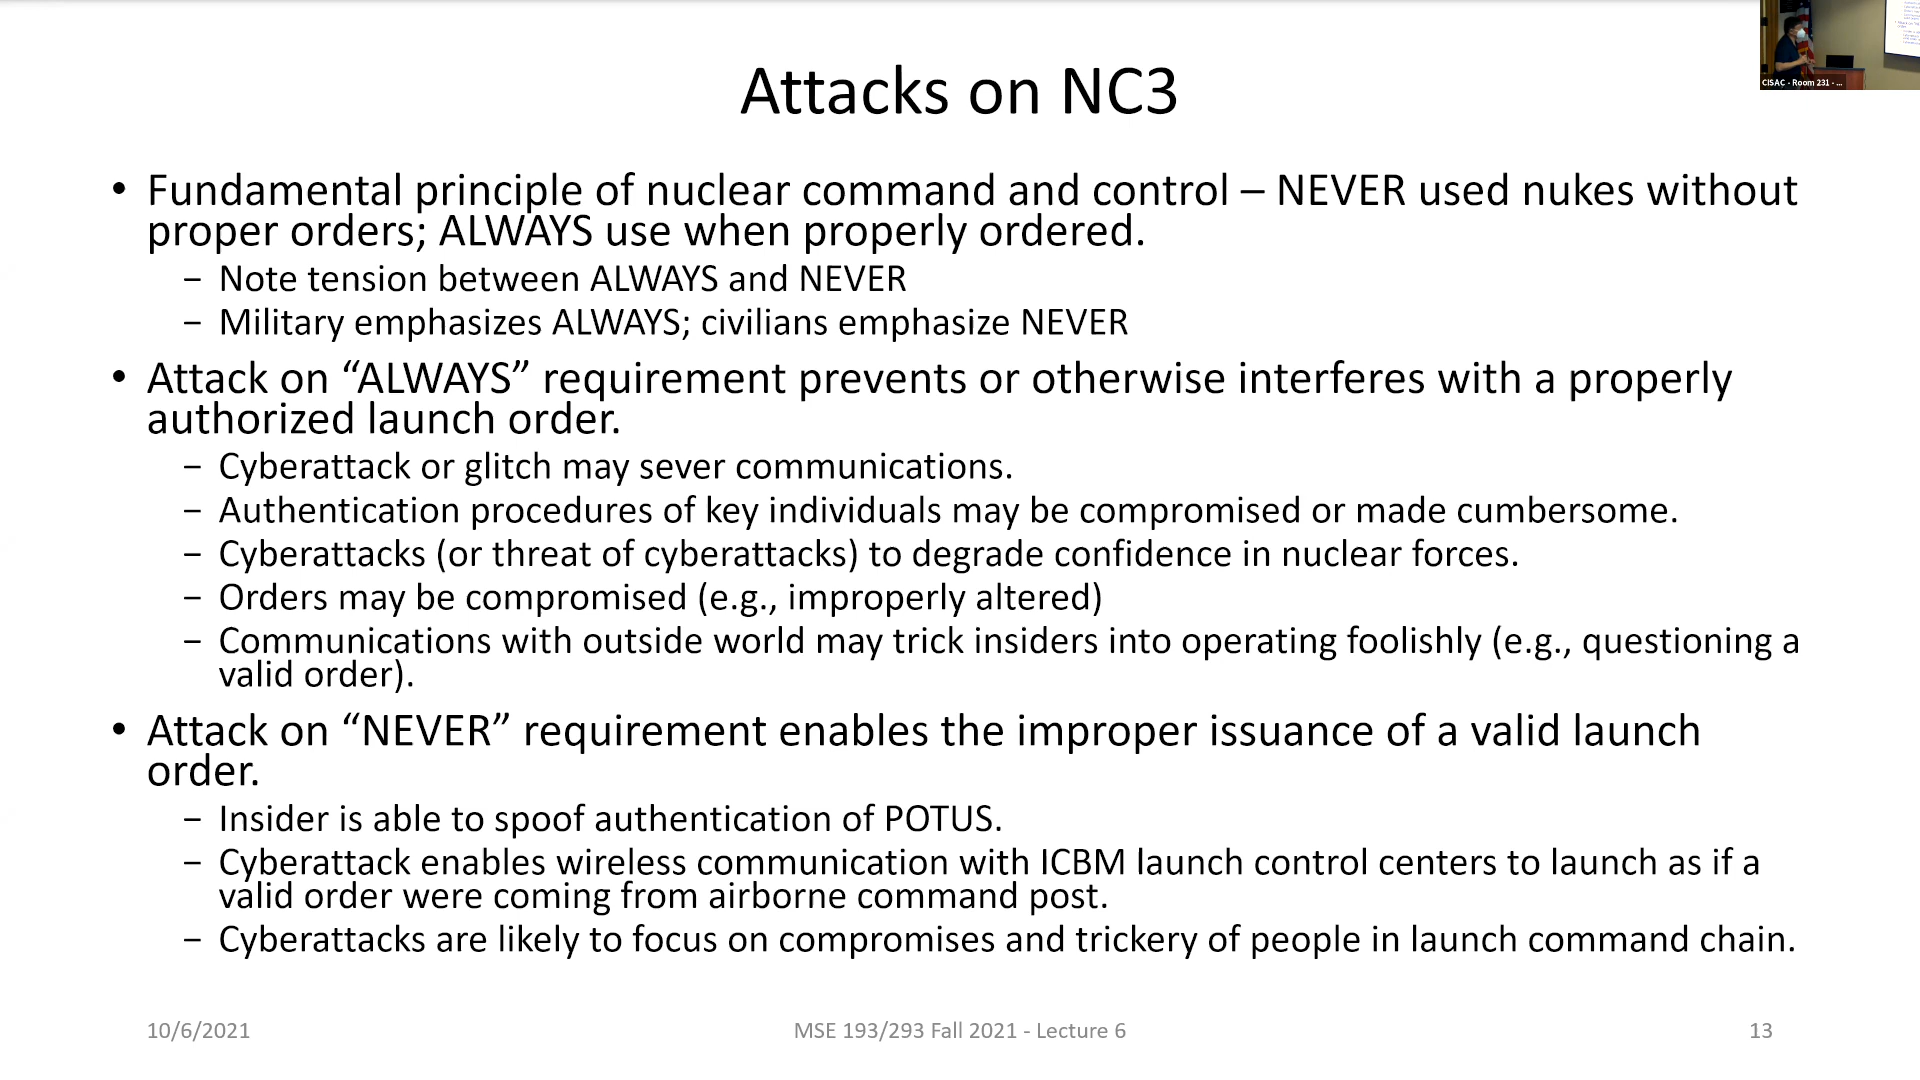 CISAC - Room 231 - ...
Attacks on NC3
• Fundamental principle of nuclear command and control – NEVER used nukes without
proper orders; ALWAYS use when properly ordered.
– Note tension between ALWAYS and NEVER
– Military emphasizes ALWAYS; civilians emphasize NEVER
• Attack on “ALWAYS” requirement prevents or otherwise interferes with a properly
authorized launch order.
– Cyberattack or glitch may sever communications.
– Authentication procedures of key individuals may be compromised or made cumbersome.
– Cyberattacks (or threat of cyberattacks) to degrade confidence in nuclear forces.
– Orders may be compromised (e.g., improperly altered)
– Communications with outside world may trick insiders into operating foolishly (e.g., questioning a
valid order).
• Attack on “NEVER” requirement enables the improper issuance of a valid launch
order.
– Insider is able to spoof authentication of POTUS.
– Cyberattack enables wireless communication with ICBM launch control centers to launch as if a
valid order were coming from airborne command post.
– Cyberattacks are likely to focus on compromises and trickery of people in launch command chain.
10/6/2021
MSE 193/293 Fall 2021 - Lecture 6
13